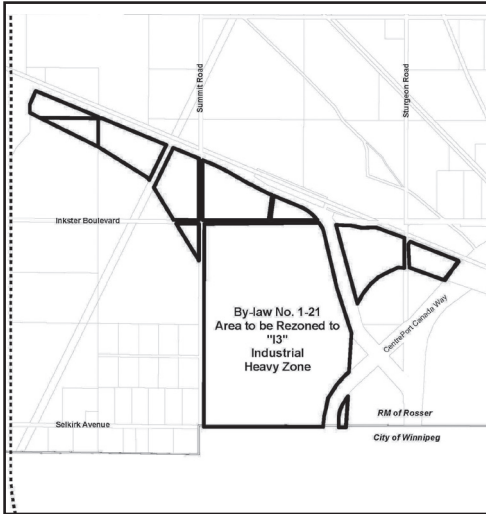 Summit Road
Sturgeon Road
Inkster Boulevard
By-law No. 1-21
Area to be Rezoned to
"I3"
Industrial
Heavy Zone
CentrePort Canada Way
RM of Rosser
Selkirk Avenue
City of Winnipeg